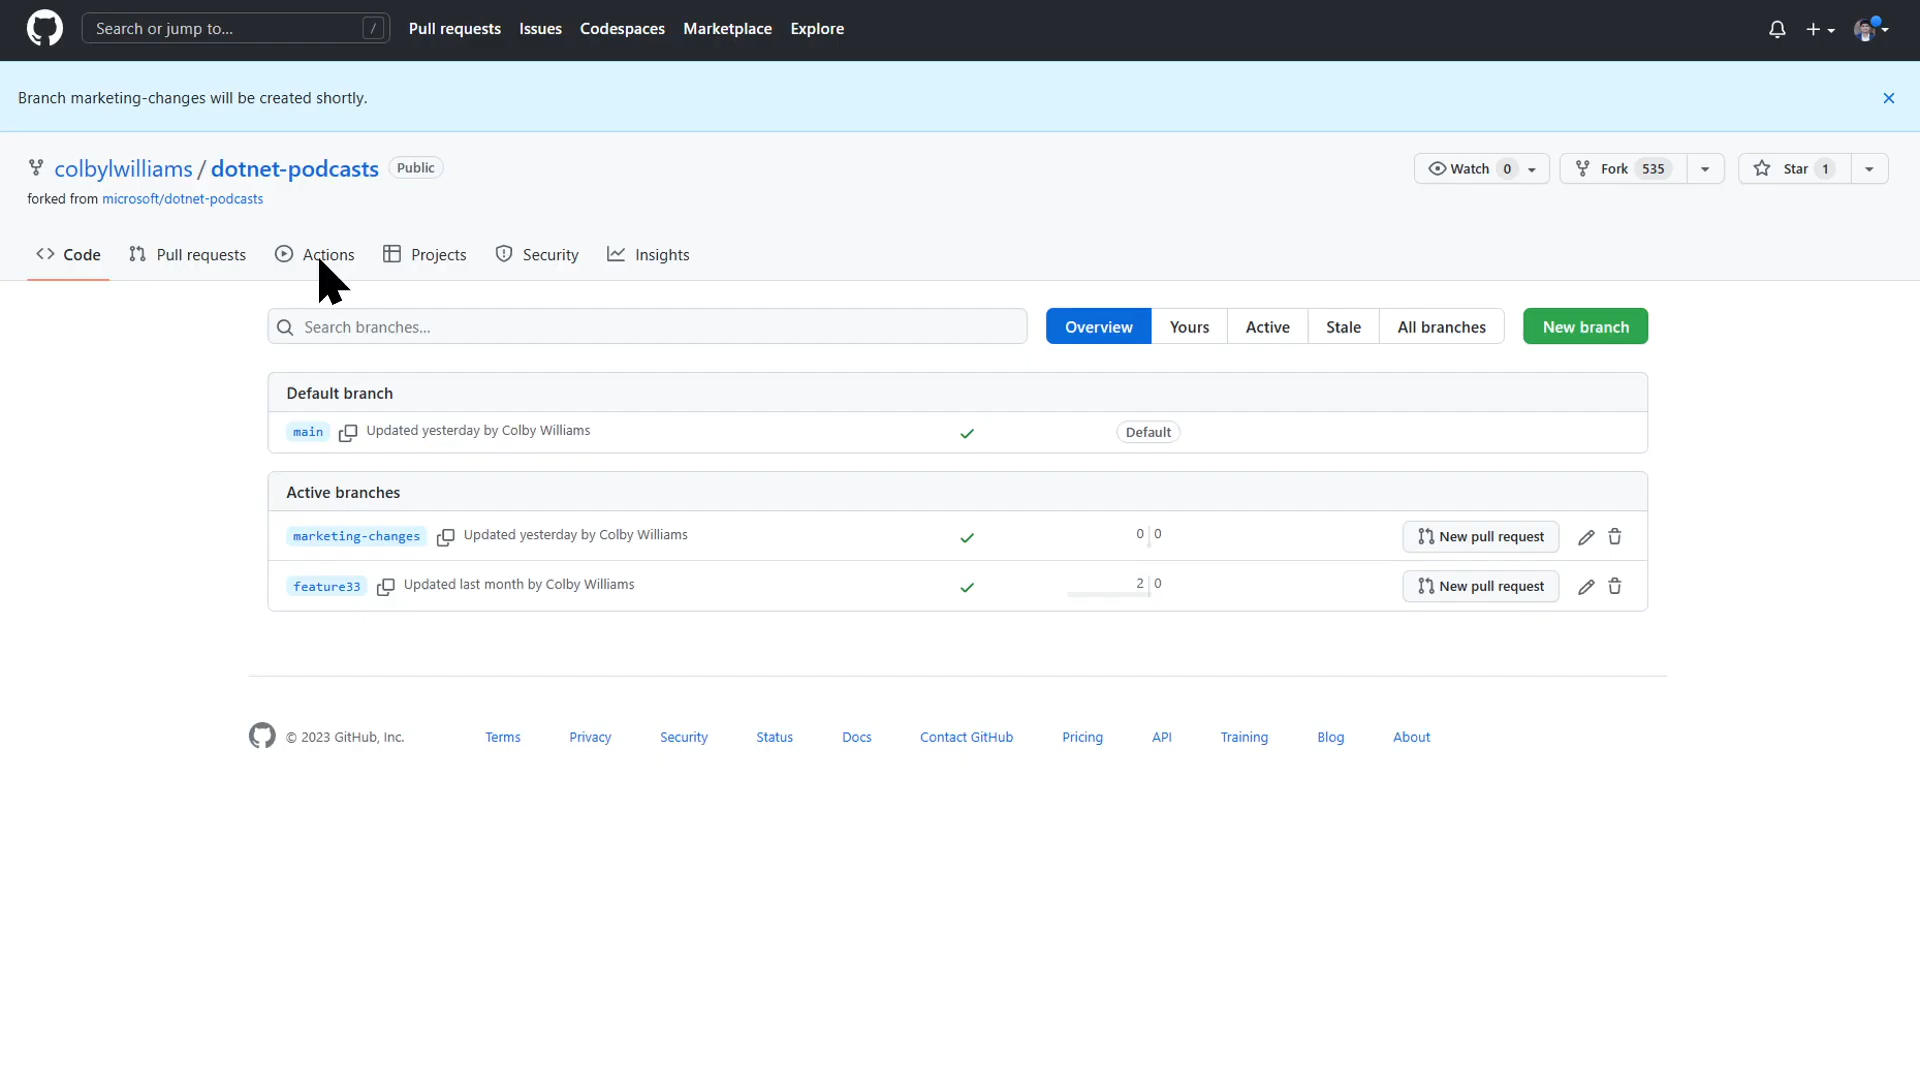 Search or jump to... /
Pull requests Issues Codespaces Marketplace Explore
Branch marketing-changes will be created shortly.
colbylwilliams / dotnet-podcasts Public
Watch 0 Fork 535 Star 1
forked from microsoft/dotnet-podcasts
Code Pull requests Actions Projects Security Insights
Search branches... Overview Yours Active Stale All branches New branch
Default branch
main Updated yesterday by Colby Williams Default
Active branches
marketing-changes Updated yesterday by Colby Williams 0 0 New pull request
feature33 Updated last month by Colby Williams 2 0 New pull request
© 2023 GitHub, Inc. Terms Privacy Security Status Docs Contact GitHub Pricing API Training Blog About